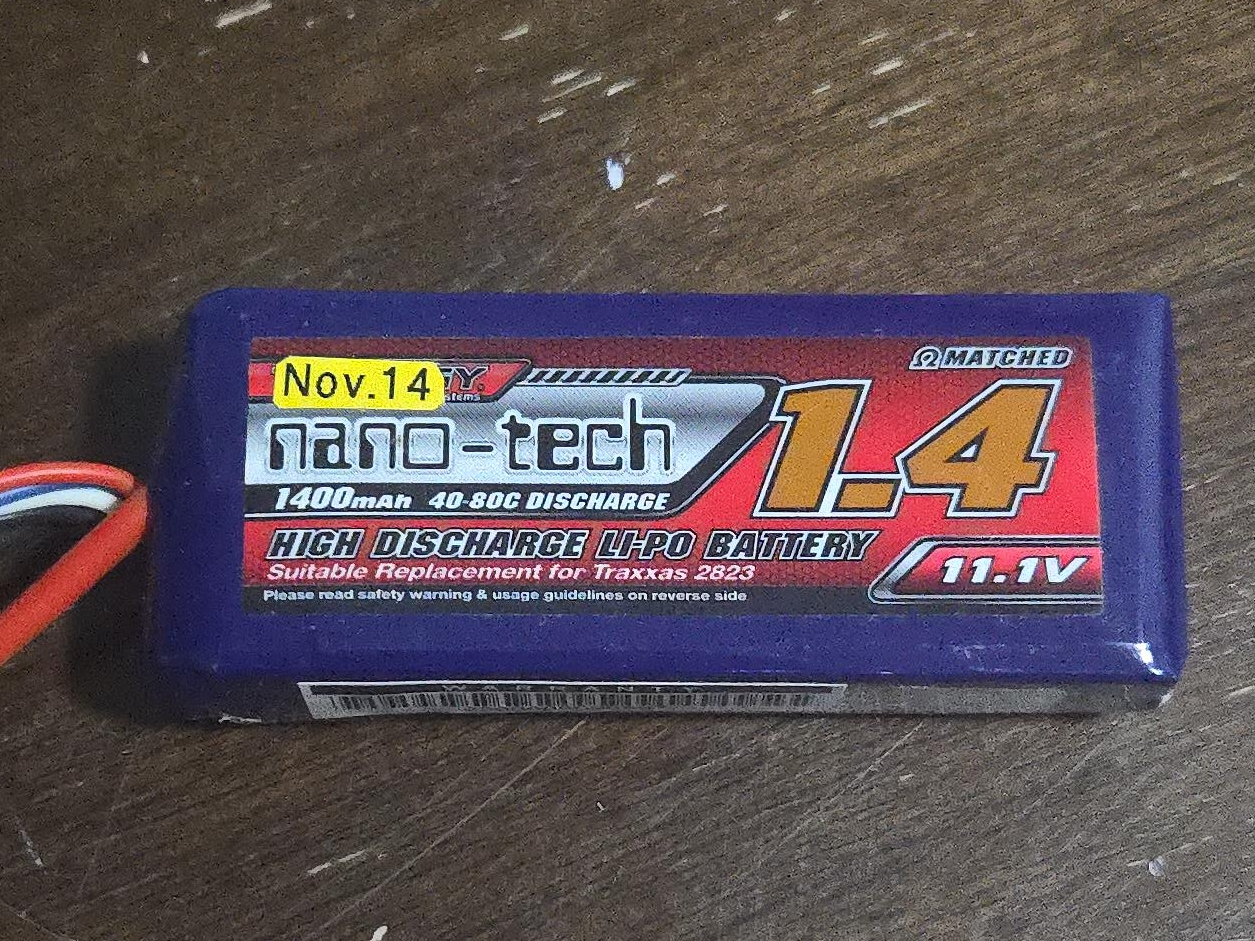 Ω MATCHED
Nov.14
nano-tech
1.4
1400mAh 40-80C DISCHARGE
HIGH DISCHARGE LI-PO BATTERY
11.1V
Suitable Replacement for Traxxas 2823
Please read safety warning & usage guidelines on reverse side
WARRANTY